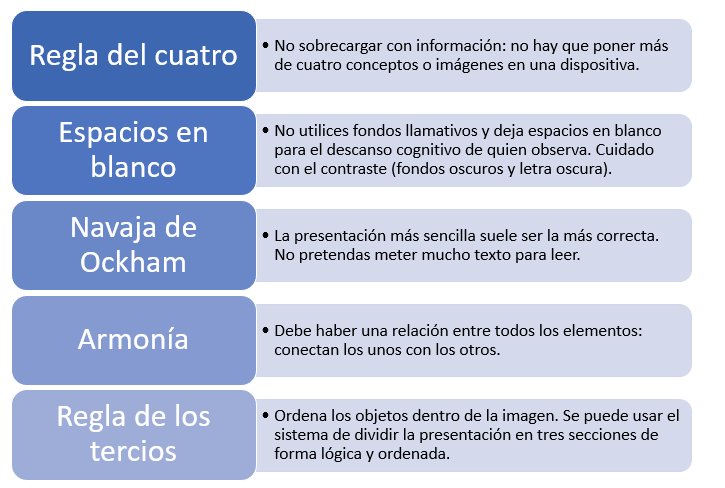 Regla del cuatro
• No sobrecargar con información: no hay que poner más
de cuatro conceptos o imágenes en una dispositiva.
Espacios en
blanco
• No utilices fondos llamativos y deja espacios en blanco
para el descanso cognitivo de quien observa. Cuidado
con el contraste (fondos oscuros y letra oscura).
Navaja de
Ockham
• La presentación más sencilla suele ser la más correcta.
No pretendas meter mucho texto para leer.
Armonía
• Debe haber una relación entre todos los elementos:
conectan los unos con los otros.
Regla de los
tercios
• Ordena los objetos dentro de la imagen. Se puede usar el
sistema de dividir la presentación en tres secciones de
forma lógica y ordenada.